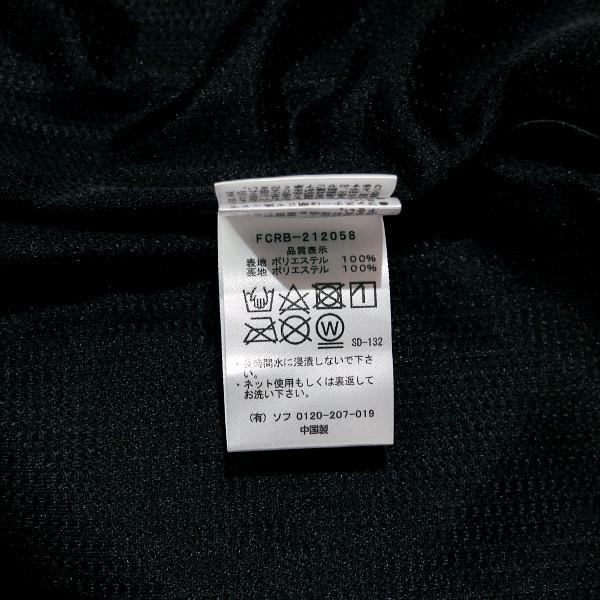 FCRB-212058
品質表示
表地 ポリエステル 100%
裏地 ポリエステル 100%
W
SD-132
・長時間水に浸漬しないで下さ
い。
・ネット使用もしくは裏返して
お洗い下さい。
(有) ソフ 0120-207-019
中国製